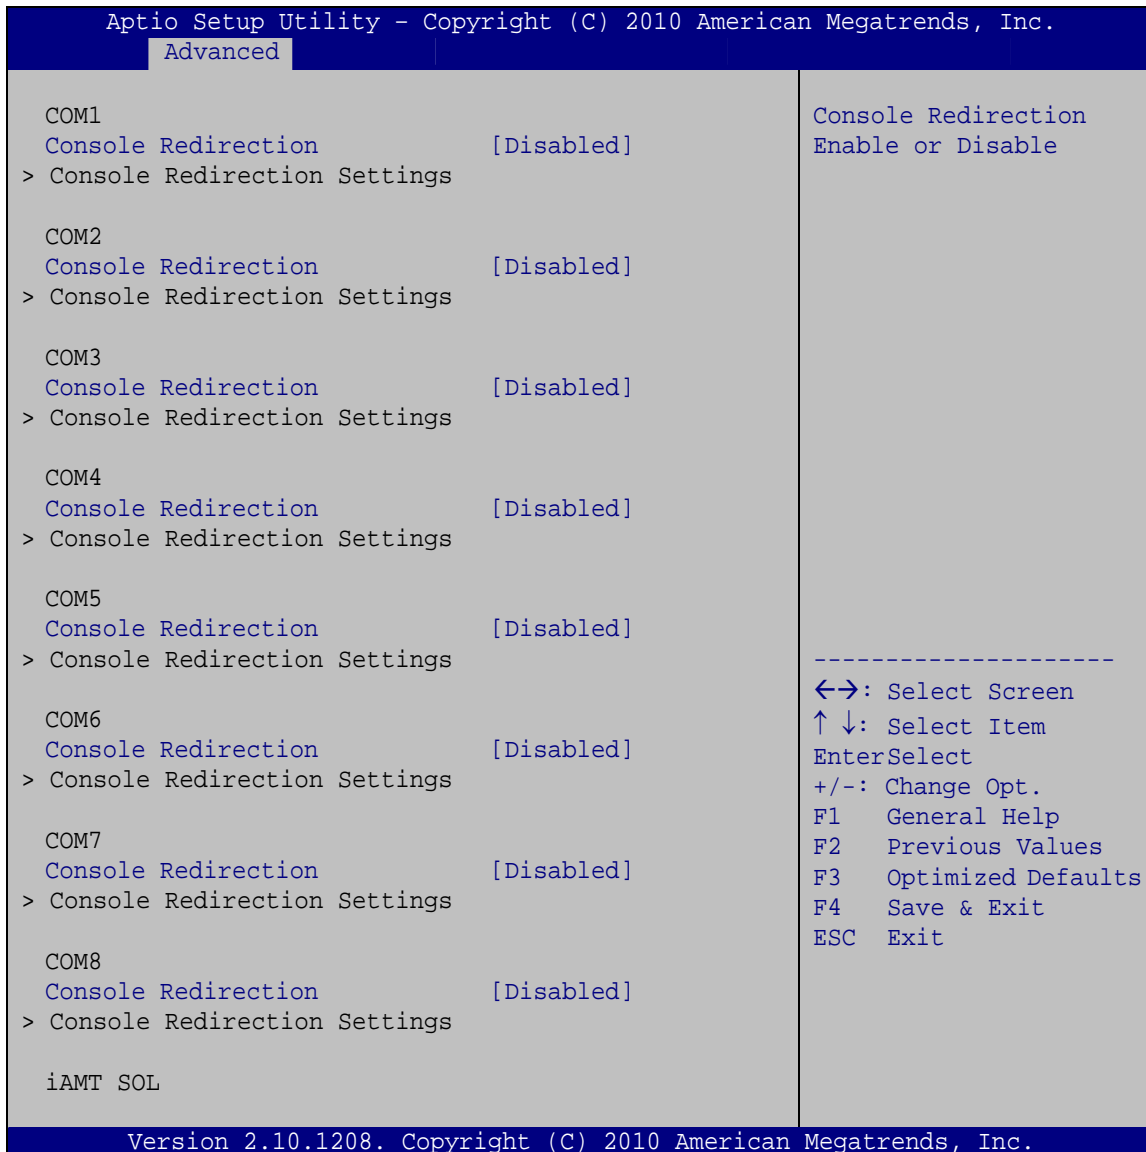 Aptio Setup Utility – Copyright (C) 2010 American Megatrends, Inc.
Advanced
COM1
Console Redirection [Disabled]
> Console Redirection Settings
COM2
Console Redirection [Disabled]
> Console Redirection Settings
COM3
Console Redirection [Disabled]
> Console Redirection Settings
COM4
Console Redirection [Disabled]
> Console Redirection Settings
COM5
Console Redirection [Disabled]
> Console Redirection Settings
COM6
Console Redirection [Disabled]
> Console Redirection Settings
COM7
Console Redirection [Disabled]
> Console Redirection Settings
COM8
Console Redirection [Disabled]
> Console Redirection Settings
iAMT SOL
Console Redirection
Enable or Disable
---------------------
←→: Select Screen
↑ ↓: Select Item
EnterSelect
+/-: Change Opt.
F1 General Help
F2 Previous Values
F3 Optimized Defaults
F4 Save & Exit
ESC Exit
Version 2.10.1208. Copyright (C) 2010 American Megatrends, Inc.